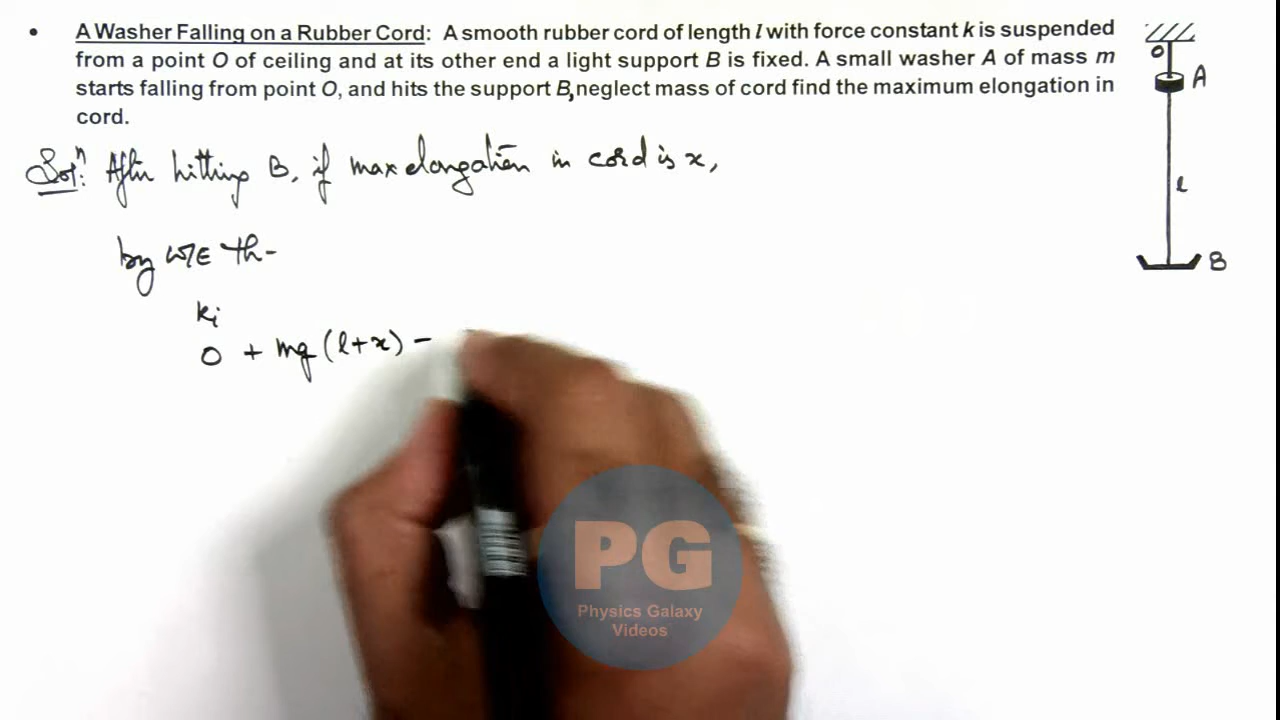 • A Washer Falling on a Rubber Cord: A smooth rubber cord of length l with force constant k is suspended
from a point O of ceiling and at its other end a light support B is fixed. A small washer A of mass m
starts falling from point O, and hits the support B, neglect mass of cord find the maximum elongation in
cord.
O
A
l
B
Solⁿ: After hitting B, if max elongation in cord is x,
by WE th-
ki
0 + mg (l+x) -
PG
Physics Galaxy
Videos